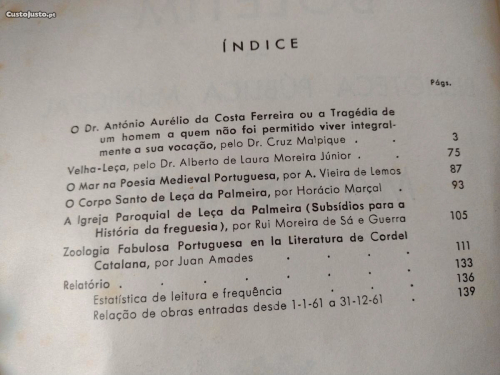 CustoJusto.pt
ÍNDICE
Págs.
O Dr. António Aurélio da Costa Ferreira ou a Tragédia de
um homem a quem não foi permitido viver integral-
mente a sua vocação, pelo Dr. Cruz Malpique . . 3
Velha-Leça, pelo Dr. Alberto de Laura Moreira Júnior . 75
O Mar na Poesia Medieval Portuguesa, por A. Vieira de Lemos 87
O Corpo Santo de Leça da Palmeira, por Horácio Marçal . 93
A Igreja Paroquial de Leça da Palmeira (Subsídios para a
História da freguesia), por Rui Moreira de Sá e Guerra 105
Zoologia Fabulosa Portuguesa en la Literatura de Cordel
Catalana, por Juan Amades . . . . 111
Relatório . . . . . . . . 133
Estatística de leitura e frequência . . . . 136
Relação de obras entradas desde 1-1-61 a 31-12-61 . 139